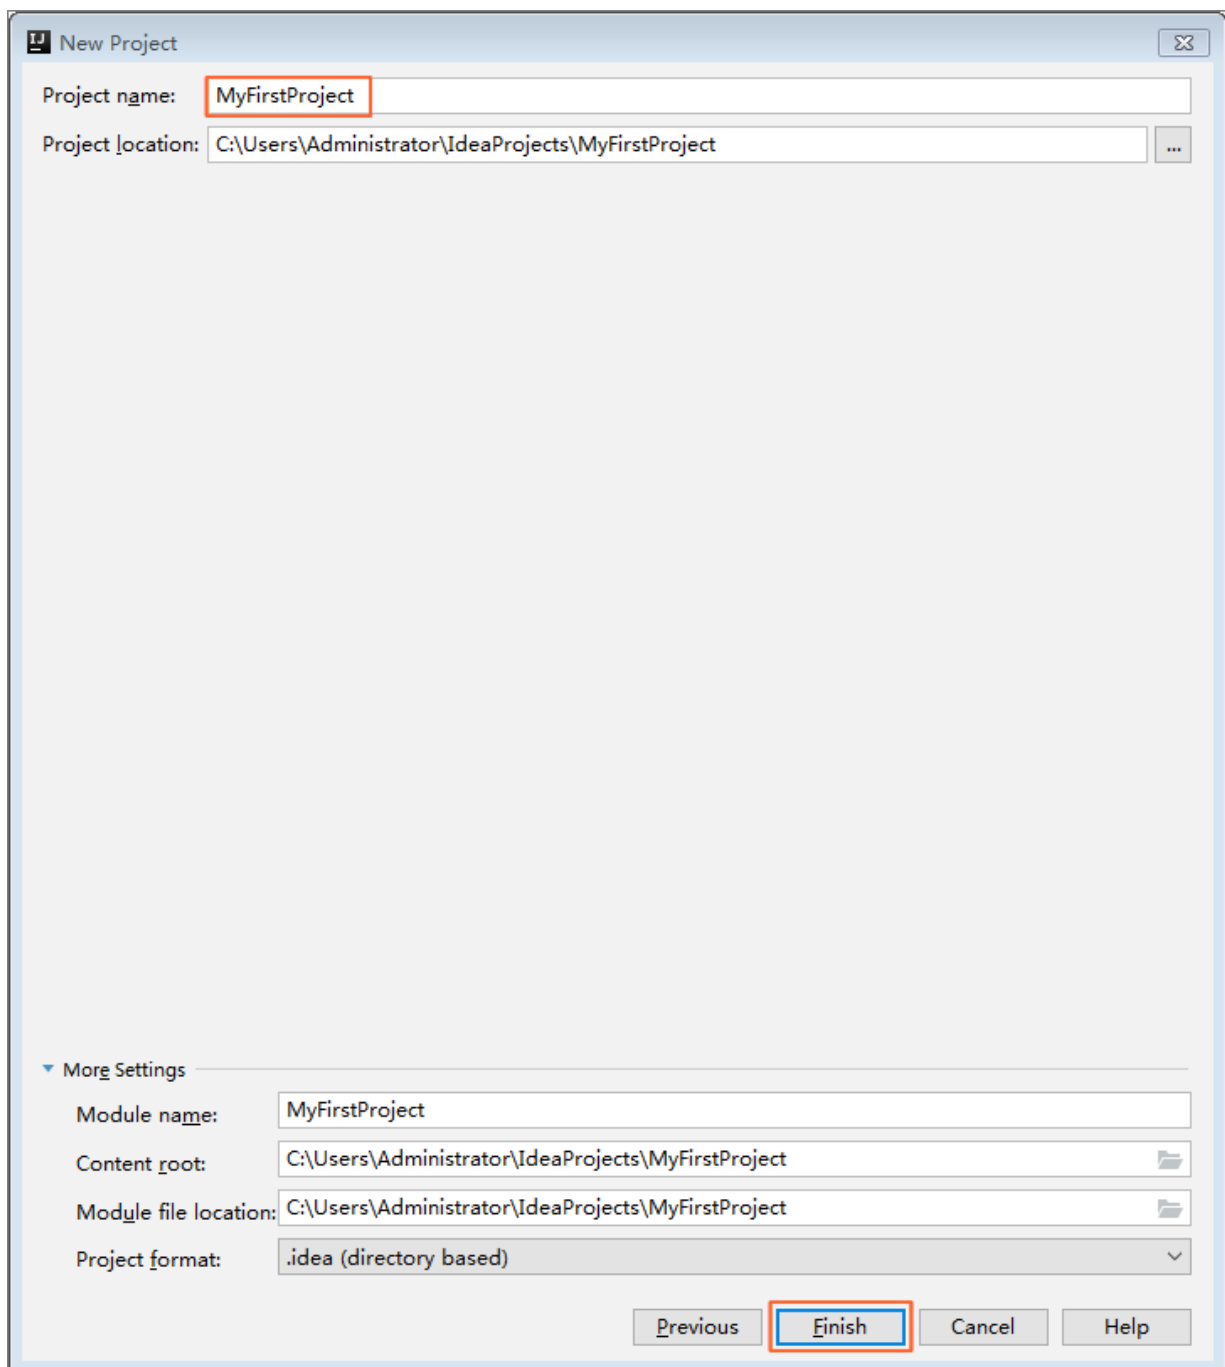 New Project
Project name: MyFirstProject
Project location: C:\Users\Administrator\IdeaProjects\MyFirstProject ...
More Settings
Module name: MyFirstProject
Content root: C:\Users\Administrator\IdeaProjects\MyFirstProject
Module file location: C:\Users\Administrator\IdeaProjects\MyFirstProject
Project format: .idea (directory based)
Previous Finish Cancel Help